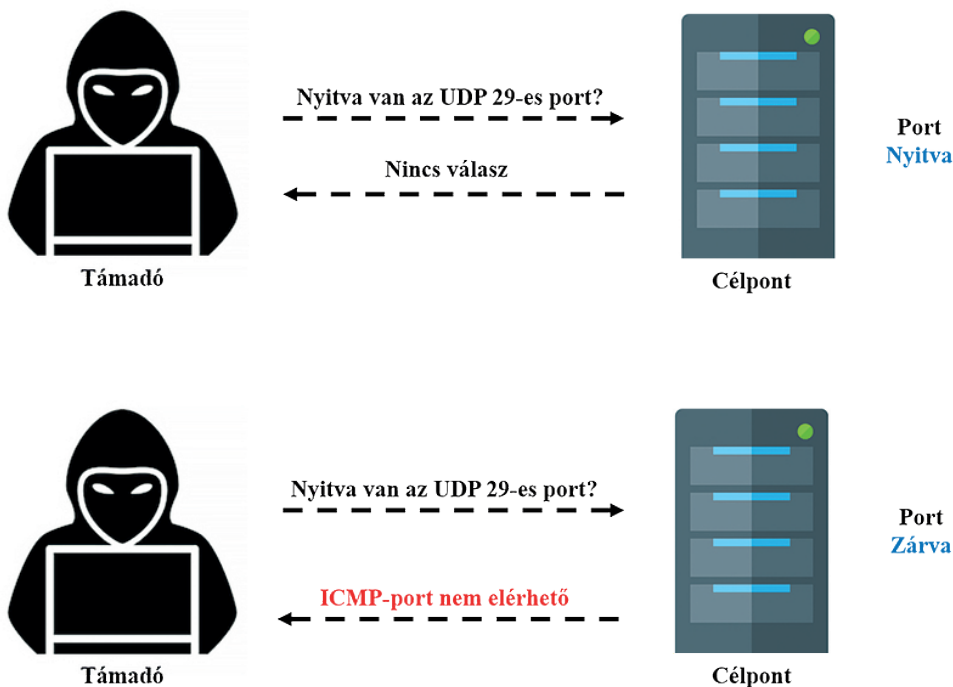 Nyitva van az UDP 29-es port?
Nincs válasz
Port
Nyitva
Támadó
Célpont
Nyitva van az UDP 29-es port?
ICMP-port nem elérhető
Port
Zárva
Támadó
Célpont